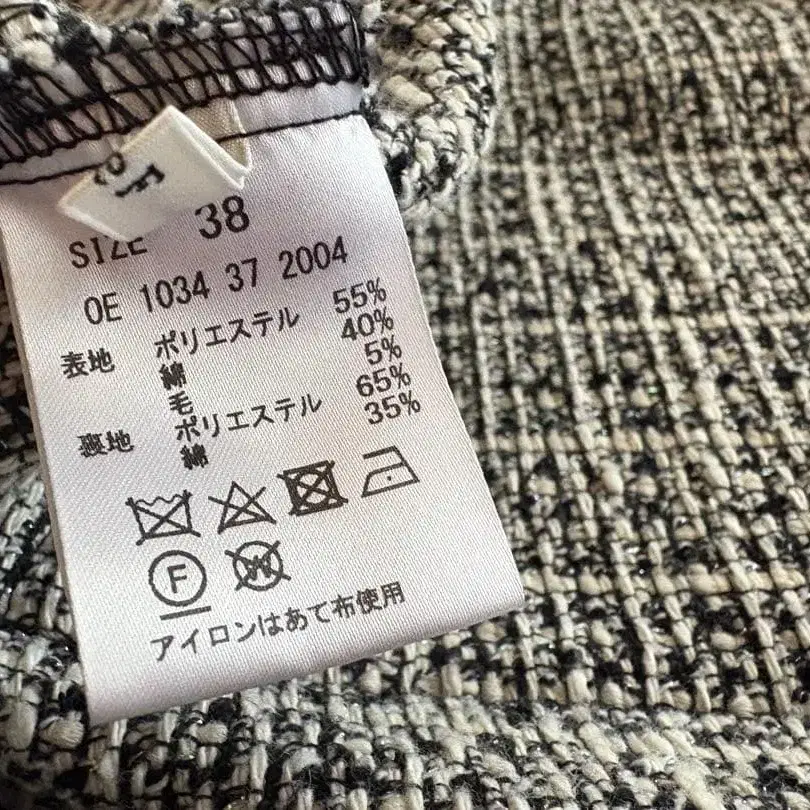 SIZE 38
OE 1034 37 2004
表地 ポリエステル 55%
綿 40%
毛 5%
裏地 ポリエステル 65%
綿 35%
F W
アイロンはあて布使用